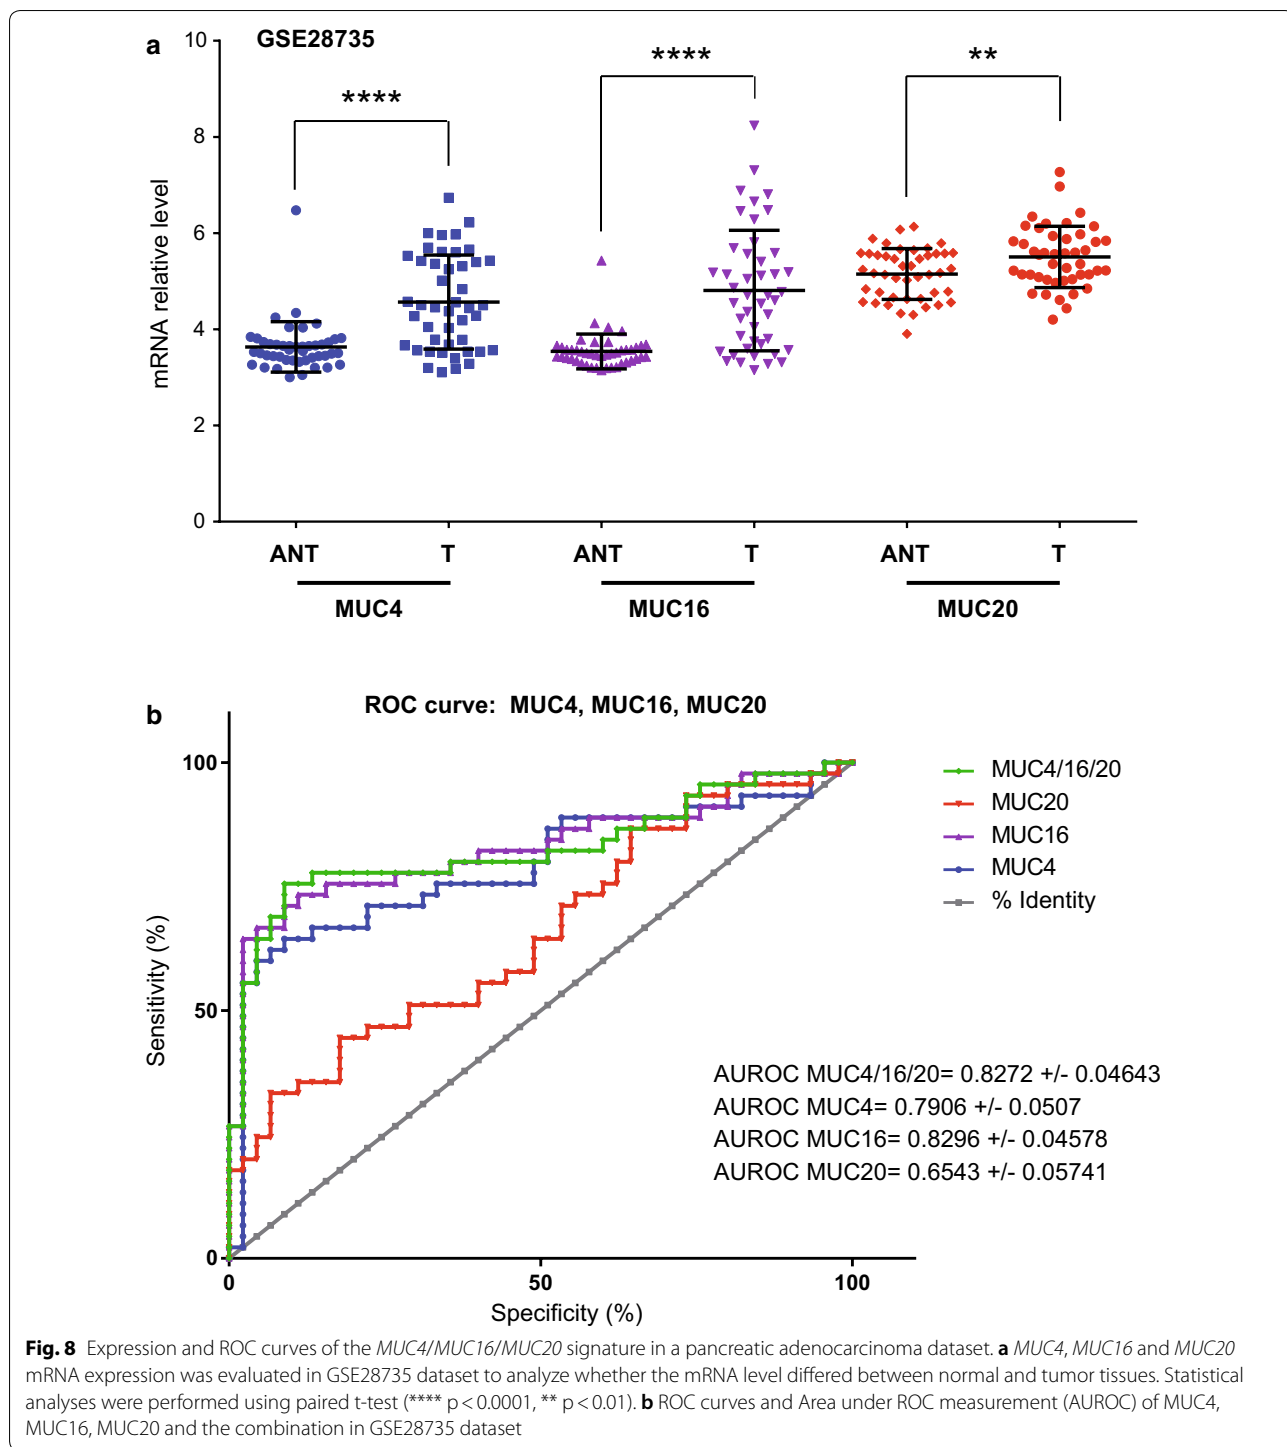 a
GSE28735
****
****
**
10
8
6
4
2
0
mRNA relative level
ANT T ANT T ANT T
MUC4 MUC16 MUC20
b
ROC curve: MUC4, MUC16, MUC20
100
50
0
Sensitivity (%)
0 50 100
Specificity (%)
MUC4/16/20
MUC20
MUC16
MUC4
% Identity
AUROC MUC4/16/20= 0.8272 +/- 0.04643
AUROC MUC4= 0.7906 +/- 0.0507
AUROC MUC16= 0.8296 +/- 0.04578
AUROC MUC20= 0.6543 +/- 0.05741
Fig. 8 Expression and ROC curves of the MUC4/MUC16/MUC20 signature in a pancreatic adenocarcinoma dataset. a MUC4, MUC16 and MUC20
mRNA expression was evaluated in GSE28735 dataset to analyze whether the mRNA level differed between normal and tumor tissues. Statistical
analyses were performed using paired t-test (**** p < 0.0001, ** p < 0.01). b ROC curves and Area under ROC measurement (AUROC) of MUC4,
MUC16, MUC20 and the combination in GSE28735 dataset